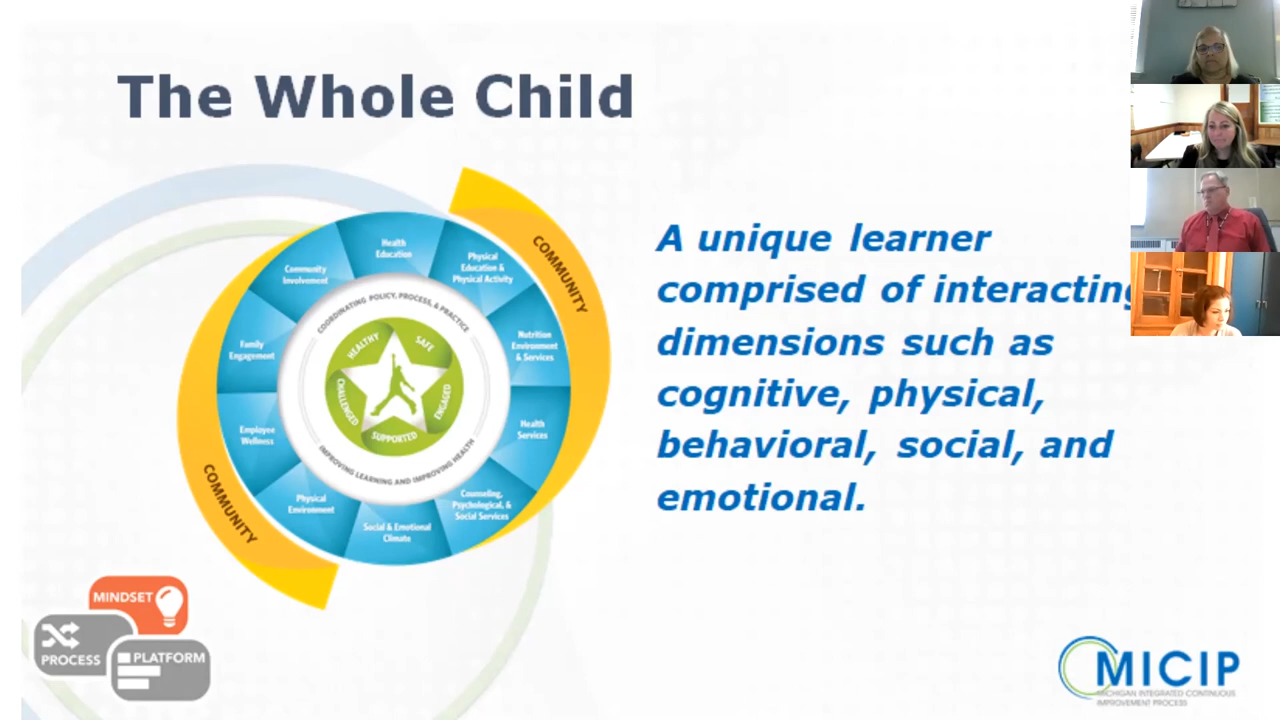 The Whole Child
COMMUNITY
Health
Education
Physical
Education &
Physical Activity
Nutrition
Environment
& Services
Health
Services
Counseling,
Psychological, &
Social Services
Social & Emotional
Climate
Physical
Environment
Employee
Wellness
Family
Engagement
Community
Involvement
COORDINATING POLICY, PROCESS, & PRACTICE
IMPROVING LEARNING AND IMPROVING HEALTH
HEALTHY
SAFE
ENGAGED
SUPPORTED
CHALLENGED
COMMUNITY
A unique learner
comprised of interacting
dimensions such as
cognitive, physical,
behavioral, social, and
emotional.
MINDSET
PROCESS
PLATFORM
MICIP
MICHIGAN INTEGRATED CONTINUOUS
IMPROVEMENT PROCESS